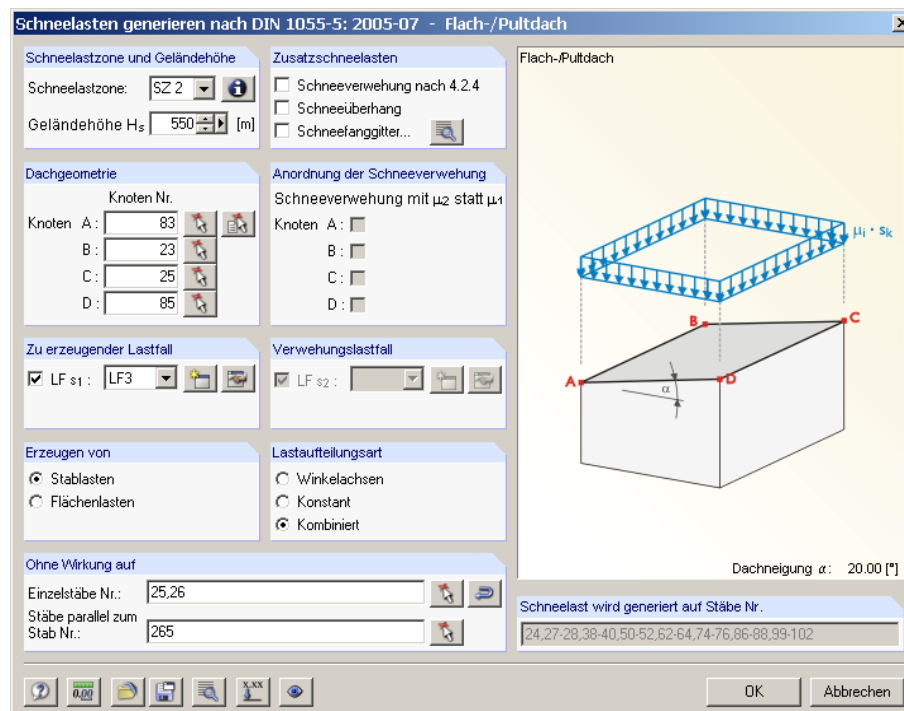 Schneelasten generieren nach DIN 1055-5: 2005-07 - Flach-/Pultdach
Schneelastzone und Geländehöhe
Schneelastzone: SZ 2
Geländehöhe Hs 550 [m]
Zusatzschneelasten
Schneeverwehung nach 4.2.4
Schneeüberhang
Schneefanggitter...
Dachgeometrie
Knoten Nr.
Knoten A : 83
B : 23
C : 25
D : 85
Anordnung der Schneeverwehung
Schneeverwehung mit µ2 statt µ1
Knoten A :
B :
C :
D :
Zu erzeugender Lastfall
LF s1 : LF3
Verwehungslastfall
LF s2 :
Erzeugen von
Stablasten
Flächenlasten
Lastaufteilungsart
Winkelachsen
Konstant
Kombiniert
Ohne Wirkung auf
Einzelstäbe Nr.: 25,26
Stäbe parallel zum
Stab Nr.: 265
Flach-/Pultdach
µi · sk
B
C
A
D
α
Dachneigung α: 20.00 [°]
Schneelast wird generiert auf Stäbe Nr.
24,27-28,38-40,50-52,62-64,74-76,86-88,99-102
0.00
x.xx
OK
Abbrechen